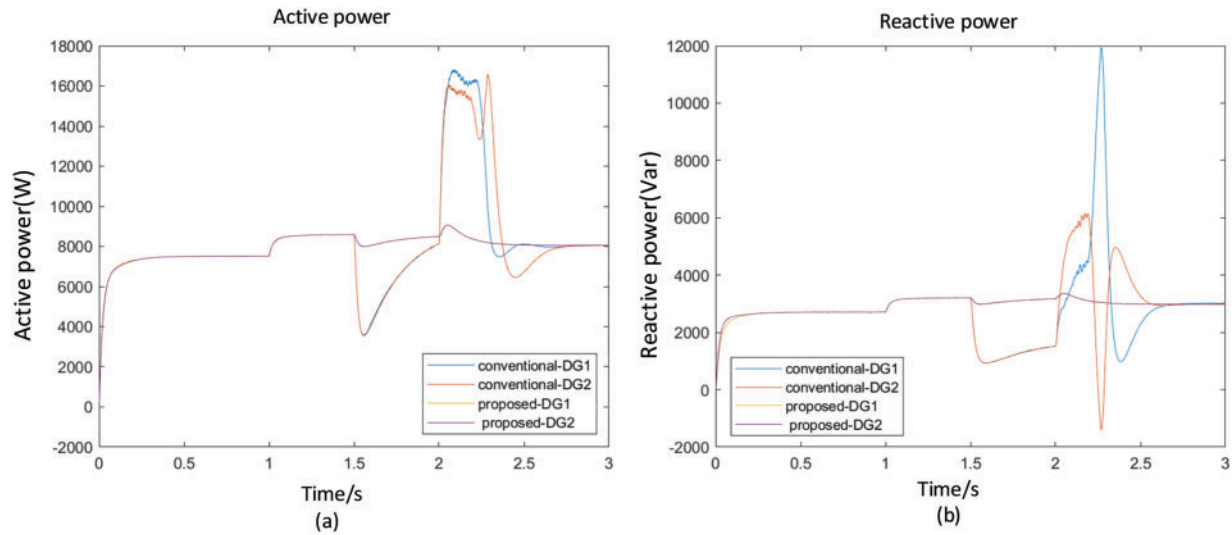 Active power
18000
16000
14000
12000
10000
8000
6000
4000
2000
0
-2000
Active power(W)
conventional-DG1
conventional-DG2
proposed-DG1
proposed-DG2
0 0.5 1 1.5 2 2.5 3
Time/s
(a)
Reactive power
12000
10000
8000
6000
4000
2000
0
-2000
Reactive power(Var)
conventional-DG1
conventional-DG2
proposed-DG1
proposed-DG2
0 0.5 1 1.5 2 2.5 3
Time/s
(b)